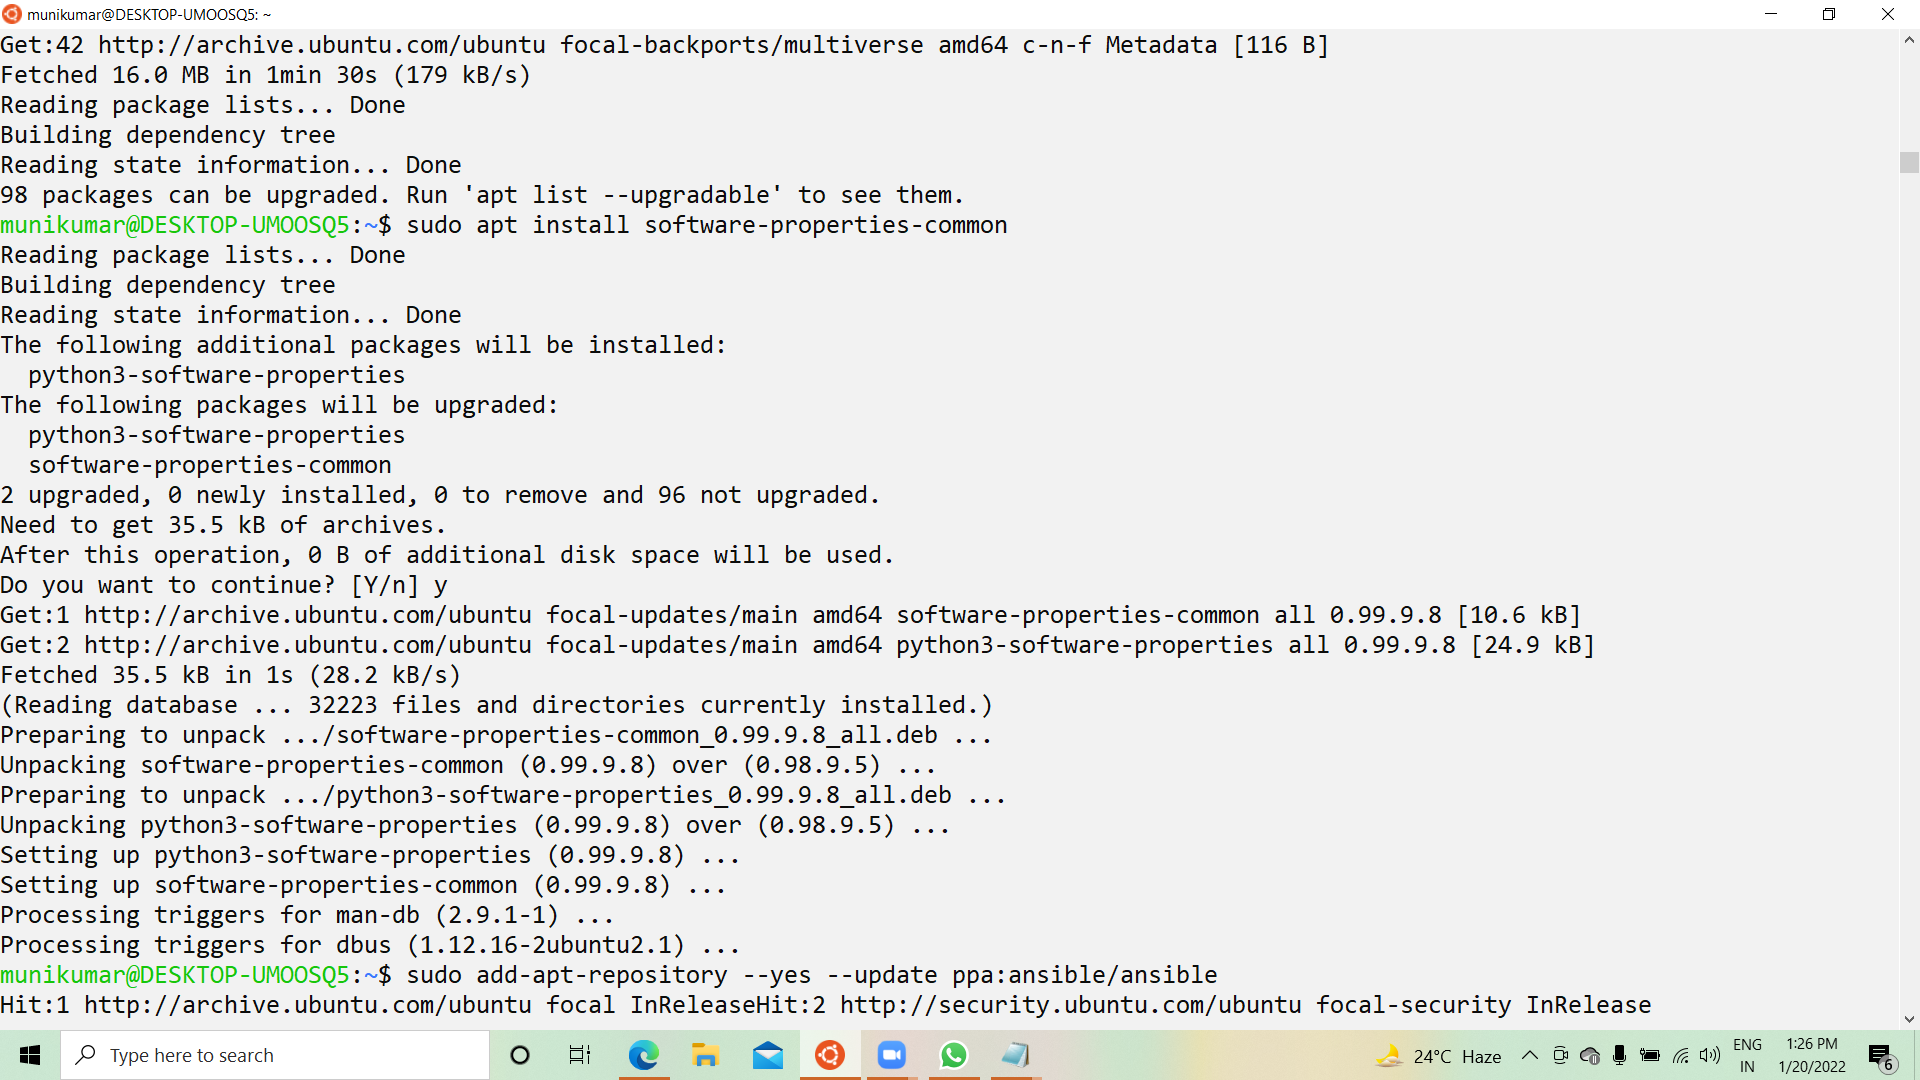 munikumar@DESKTOP-UMOOSQ5: ~
Get:42 http://archive.ubuntu.com/ubuntu focal-backports/multiverse amd64 c-n-f Metadata [116 B]
Fetched 16.0 MB in 1min 30s (179 kB/s)
Reading package lists... Done
Building dependency tree
Reading state information... Done
98 packages can be upgraded. Run 'apt list --upgradable' to see them.
munikumar@DESKTOP-UMOOSQ5:~$ sudo apt install software-properties-common
Reading package lists... Done
Building dependency tree
Reading state information... Done
The following additional packages will be installed:
  python3-software-properties
The following packages will be upgraded:
  python3-software-properties
  software-properties-common
2 upgraded, 0 newly installed, 0 to remove and 96 not upgraded.
Need to get 35.5 kB of archives.
After this operation, 0 B of additional disk space will be used.
Do you want to continue? [Y/n] y
Get:1 http://archive.ubuntu.com/ubuntu focal-updates/main amd64 software-properties-common all 0.99.9.8 [10.6 kB]
Get:2 http://archive.ubuntu.com/ubuntu focal-updates/main amd64 python3-software-properties all 0.99.9.8 [24.9 kB]
Fetched 35.5 kB in 1s (28.2 kB/s)
(Reading database ... 32223 files and directories currently installed.)
Preparing to unpack .../software-properties-common_0.99.9.8_all.deb ...
Unpacking software-properties-common (0.99.9.8) over (0.98.9.5) ...
Preparing to unpack .../python3-software-properties_0.99.9.8_all.deb ...
Unpacking python3-software-properties (0.99.9.8) over (0.98.9.5) ...
Setting up python3-software-properties (0.99.9.8) ...
Setting up software-properties-common (0.99.9.8) ...
Processing triggers for man-db (2.9.1-1) ...
Processing triggers for dbus (1.12.16-2ubuntu2.1) ...
munikumar@DESKTOP-UMOOSQ5:~$ sudo add-apt-repository --yes --update ppa:ansible/ansible
Hit:1 http://archive.ubuntu.com/ubuntu focal InReleaseHit:2 http://security.ubuntu.com/ubuntu focal-security InRelease
Type here to search
24°C Haze
ENG
IN
1:26 PM
1/20/2022
6